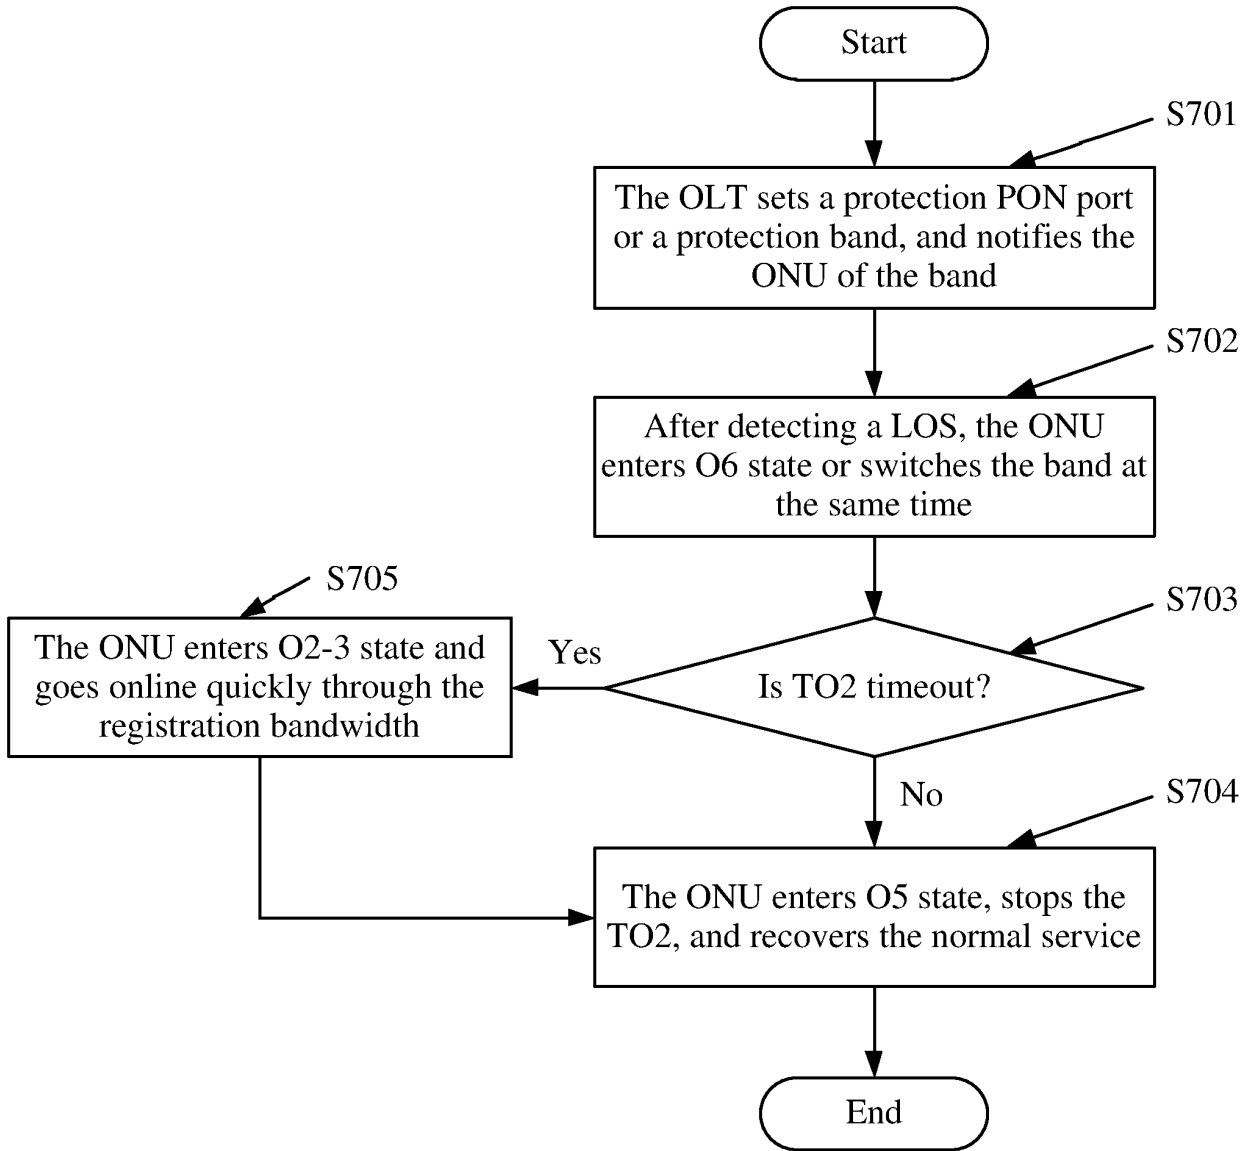 Start
S701
The OLT sets a protection PON port
or a protection band, and notifies the
ONU of the band
S702
After detecting a LOS, the ONU
enters O6 state or switches the band at
the same time
S703
Is TO2 timeout?
Yes
S705
The ONU enters O2-3 state and
goes online quickly through the
registration bandwidth
No
S704
The ONU enters O5 state, stops the
TO2, and recovers the normal service
End